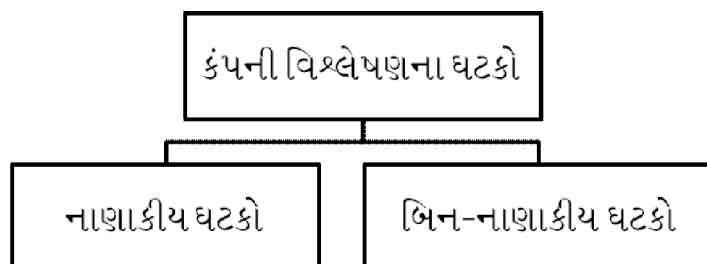 કંપની વિશ્લેષણના ઘટકો
નાણાકીય ઘટકો
બિન-નાણાકીય ઘટકો